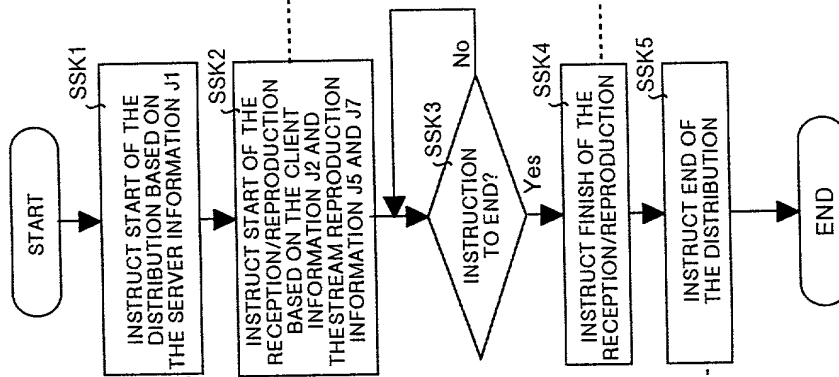 START
SSK1
INSTRUCT START OF THE
DISTRIBUTION BASED ON
THE SERVER INFORMATION J1
SSK2
INSTRUCT START OF THE
RECEPTION/REPRODUCTION
BASED ON THE CLIENT
INFORMATION J2 AND
THESTREAM REPRODUCTION
INFORMATION J5 AND J7
SSK3
INSTRUCTION
TO END?
No
Yes
SSK4
INSTRUCT FINISH OF THE
RECEPTION/REPRODUCTION
SSK5
INSTRUCT END OF
THE DISTRIBUTION
END